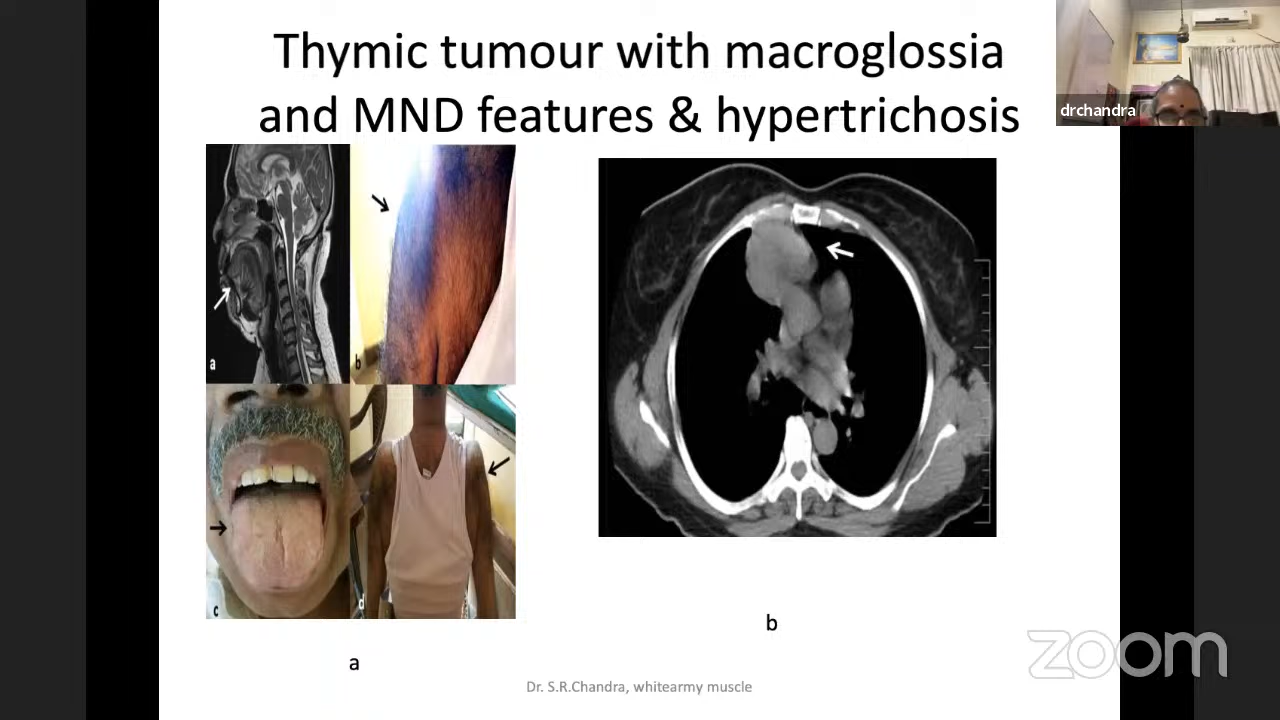 Thymic tumour with macroglossia
and MND features & hypertrichosis
drchandra
a
b
c
d
a
b
Dr. S.R.Chandra, whitearmy muscle
zoom